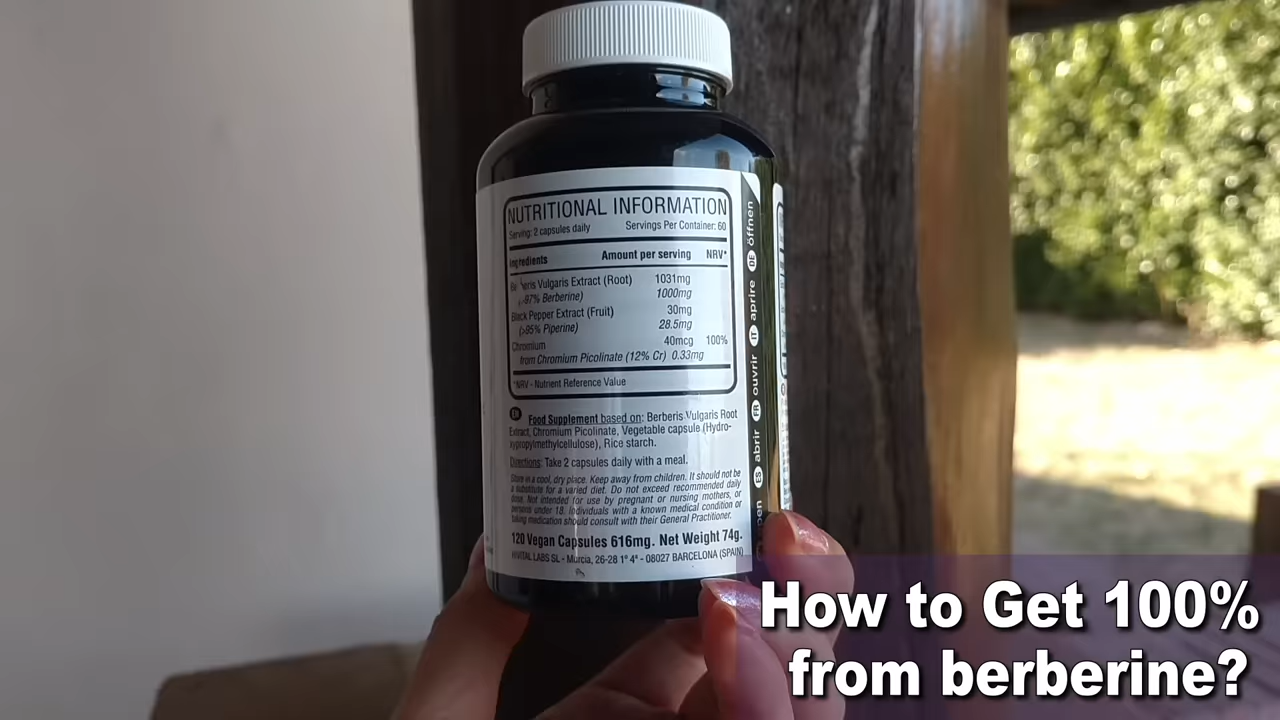 NUTRITIONAL INFORMATION
Serving: 2 capsules daily Servings Per Container: 60
Ingredients Amount per serving NRV*
Berberis Vulgaris Extract (Root) 1031mg
(>97% Berberine) 1000mg
Black Pepper Extract (Fruit) 30mg
(>95% Piperine) 28.5mg
Chromium 40mcg 100%
from Chromium Picolinate (12% Cr) 0.33mg
*NRV - Nutrient Reference Value
EN Food Supplement based on: Berberis Vulgaris Root
Extract, Chromium Picolinate, Vegetable capsule (Hydro-
xypropylmethylcellulose), Rice starch.
Directions: Take 2 capsules daily with a meal.
Store in a cool, dry place. Keep away from children. It should not be
a substitute for a varied diet. Do not exceed recommended daily
dose. Not intended for use by pregnant or nursing mothers, or
persons under 18. Individuals with a known medical condition or
taking medication should consult with their General Practitioner.
120 Vegan Capsules 616mg. Net Weight 74g.
VITAL LABS SL - Murcia, 26-28 1º 4ª - 08027 BARCELONA (SPAIN)
ES abrir FR ouvrir IT aprire DE öffnen
How to Get 100%
from berberine?